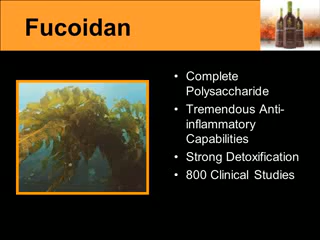 Fucoidan
• Complete
Polysaccharide
• Tremendous Anti-
inflammatory
Capabilities
• Strong Detoxification
• 800 Clinical Studies